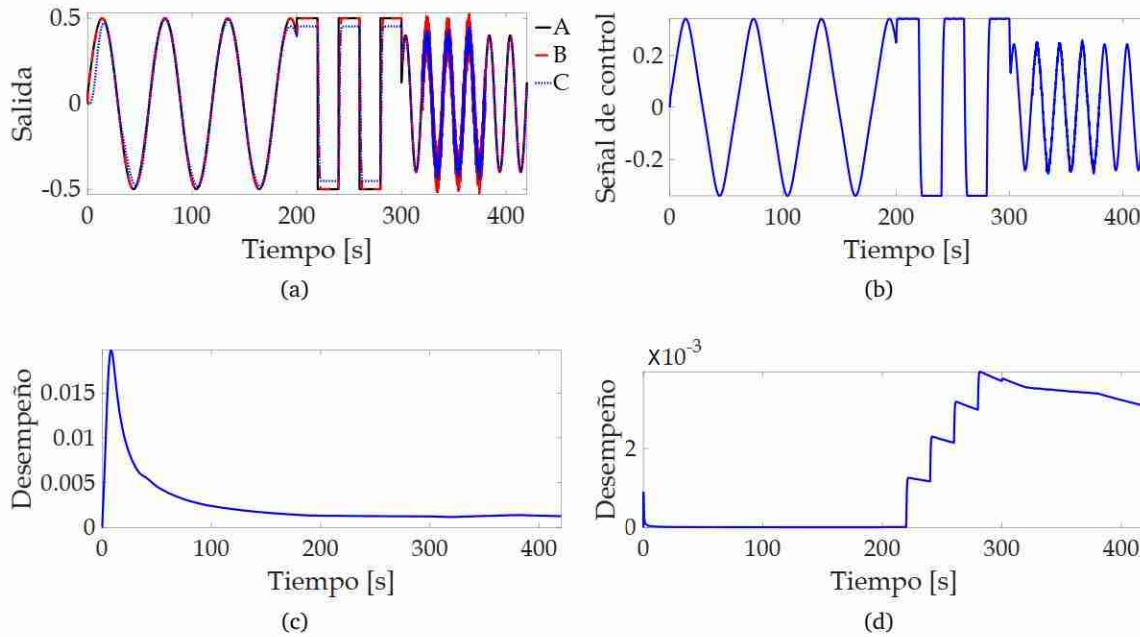 0.5
0
-0.5
Salida
A
B
C
0 100 200 300 400
Tiempo [s]
(a)
0.2
0
-0.2
Señal de control
0 100 200 300 400
Tiempo [s]
(b)
0.015
0.01
0.005
0
Desempeño
0 100 200 300 400
Tiempo [s]
(c)
X10-3
2
0
Desempeño
0 100 200 300 400
Tiempo [s]
(d)